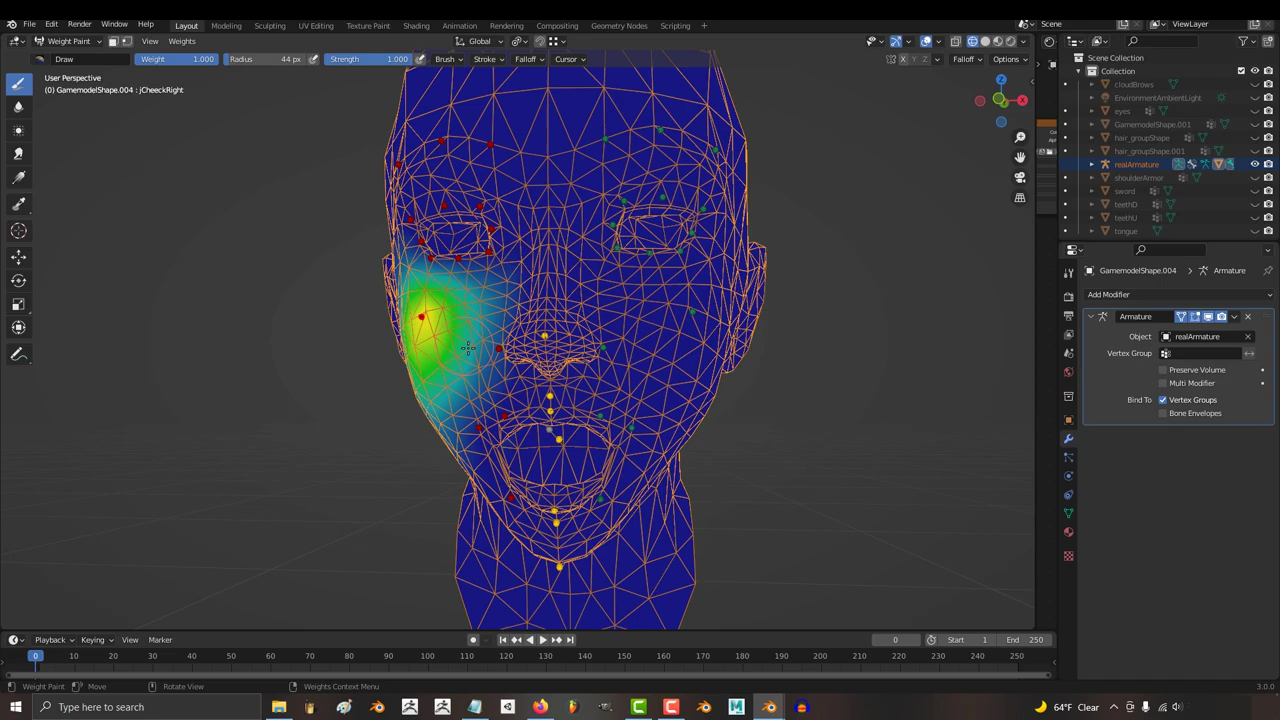 File Edit Render Window Help Layout Modeling Sculpting UV Editing Texture Paint Shading Animation Rendering Compositing Geometry Nodes Scripting + Scene ViewLayer
Weight Paint View Weights Global
Draw Weight 1.000 Radius 44 px Strength 1.000 Brush Stroke Falloff Cursor X Y Z Falloff Options
User Perspective
(0) GamemodelShape.004 : jCheeckRight
X
Z
Scene Collection
Collection
cloudBrows
EnvironmentAmbientLight
eyes
GamemodelShape.001
hair_groupShape
hair_groupShape.001
realArmature
shoulderArmor
sword
teethD
teethU
tongue
GamemodelShape.004 Armature
Add Modifier
Armature
Object realArmature
Vertex Group
Preserve Volume
Multi Modifier
Bind To Vertex Groups
Bone Envelopes
Playback Keying View Marker 0 Start 1 End 250
0 10 20 30 40 50 60 70 80 90 100 110 120 130 140 150 160 170 180 190 200 210 220 230 240 250
Weight Paint Move Rotate View Weights Context Menu 3.0.0
Type here to search 64°F Clear